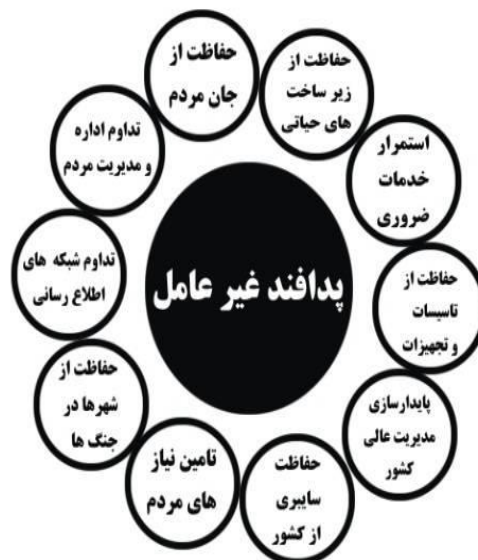 پدافند غیر عامل
حفاظت از
جان مردم
حفاظت از
زیر ساخت
های حیاتی
استمرار
خدمات
ضروری
حفاظت از
تاسیسات
و تجهیزات
پایدارسازی
مدیریت عالی
کشور
حفاظت
سایبری
از کشور
تامین نیاز
های مردم
حفاظت از
شهرها در
جنگ ها
تداوم شبکه های
اطلاع رسانی
تداوم اداره
و مدیریت مردم